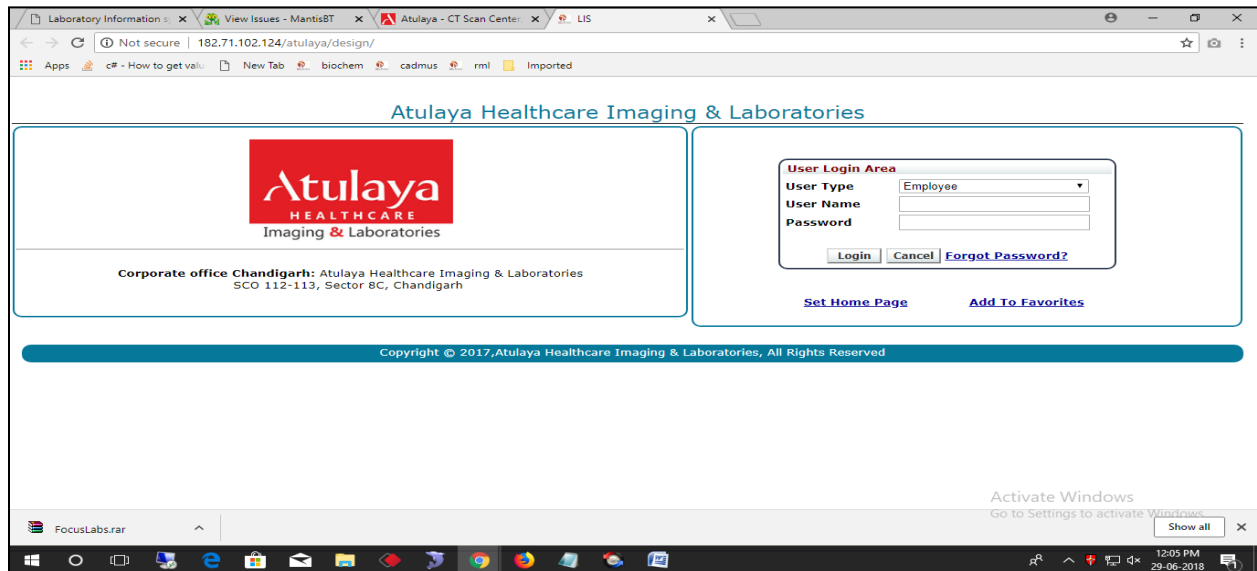 Laboratory Information s
View Issues - MantisBT
Atulaya - CT Scan Center,
LIS
Not secure | 182.71.102.124/atulaya/design/
Apps
c# - How to get valu
New Tab
biochem
cadmus
rml
Imported
Atulaya Healthcare Imaging & Laboratories
Atulaya
HEALTHCARE
Imaging & Laboratories
Corporate office Chandigarh: Atulaya Healthcare Imaging & Laboratories
SCO 112-113, Sector 8C, Chandigarh
User Login Area
User Type Employee
User Name
Password
Login Cancel Forgot Password?
Set Home Page Add To Favorites
Copyright © 2017,Atulaya Healthcare Imaging & Laboratories, All Rights Reserved
Activate Windows
Go to Settings to activate Windows.
FocusLabs.rar
Show all
12:05 PM
29-06-2018